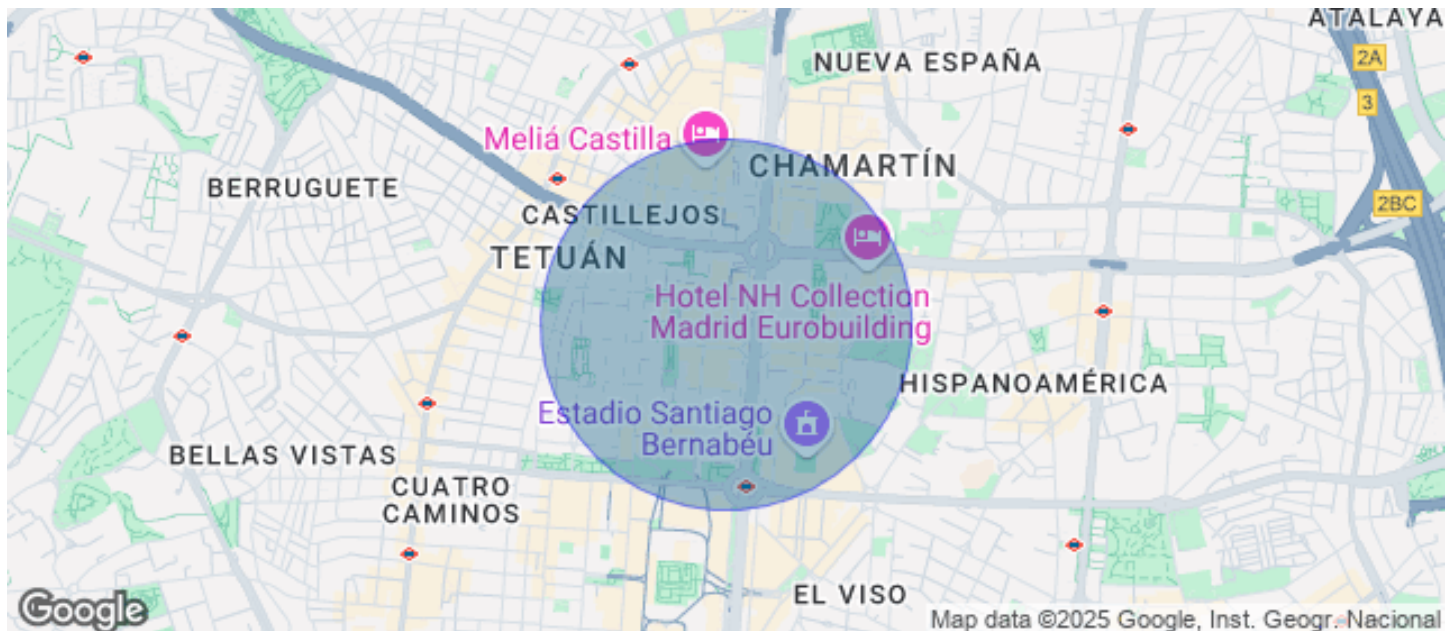 ATALAYA
2A
NUEVA ESPAÑA
3
Meliá Castilla
CHAMARTÍN
BERRUGUETE
2BC
CASTILLEJOS
TETUÁN
Hotel NH Collection
Madrid Eurobuilding
HISPANOAMÉRICA
Estadio Santiago
Bernabéu
BELLAS VISTAS
CUATRO
CAMINOS
EL VISO
Google
Map data ©2025 Google, Inst. Geogr. Nacional